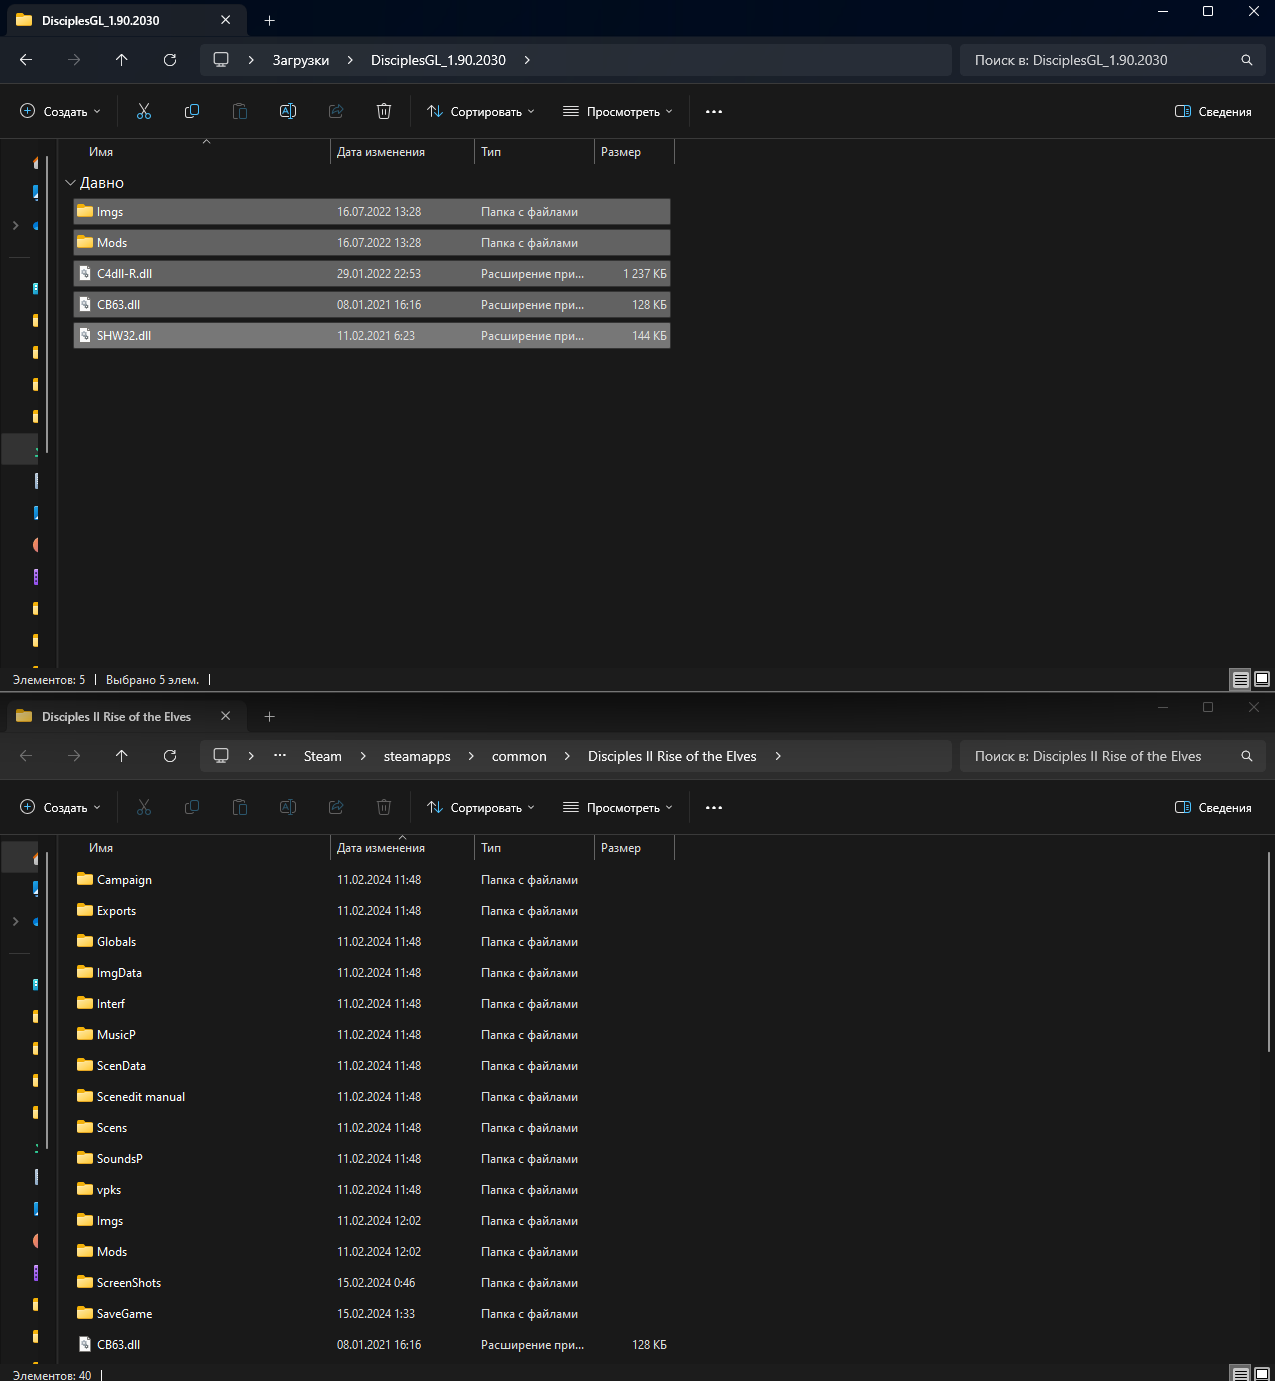 DisciplesGL_1.90.2030
Загрузки DisciplesGL_1.90.2030 Поиск в: DisciplesGL_1.90.2030
Создать Сортировать Просмотреть Сведения
Имя Дата изменения Тип Размер
Давно
Imgs 16.07.2022 13:28 Папка с файлами
Mods 16.07.2022 13:28 Папка с файлами
C4dll-R.dll 29.01.2022 22:53 Расширение при... 1 237 КБ
CB63.dll 08.01.2021 16:16 Расширение при... 128 КБ
SHW32.dll 11.02.2021 6:23 Расширение при... 144 КБ
Элементов: 5 Выбрано 5 элем.
Disciples II Rise of the Elves
Steam steamapps common Disciples II Rise of the Elves Поиск в: Disciples II Rise of the Elves
Создать Сортировать Просмотреть Сведения
Имя Дата изменения Тип Размер
Campaign 11.02.2024 11:48 Папка с файлами
Exports 11.02.2024 11:48 Папка с файлами
Globals 11.02.2024 11:48 Папка с файлами
ImgData 11.02.2024 11:48 Папка с файлами
Interf 11.02.2024 11:48 Папка с файлами
MusicP 11.02.2024 11:48 Папка с файлами
ScenData 11.02.2024 11:48 Папка с файлами
Scenedit manual 11.02.2024 11:48 Папка с файлами
Scens 11.02.2024 11:48 Папка с файлами
SoundsP 11.02.2024 11:48 Папка с файлами
vpks 11.02.2024 11:48 Папка с файлами
Imgs 11.02.2024 12:02 Папка с файлами
Mods 11.02.2024 12:02 Папка с файлами
ScreenShots 15.02.2024 0:46 Папка с файлами
SaveGame 15.02.2024 1:33 Папка с файлами
CB63.dll 08.01.2021 16:16 Расширение при... 128 КБ
Элементов: 40